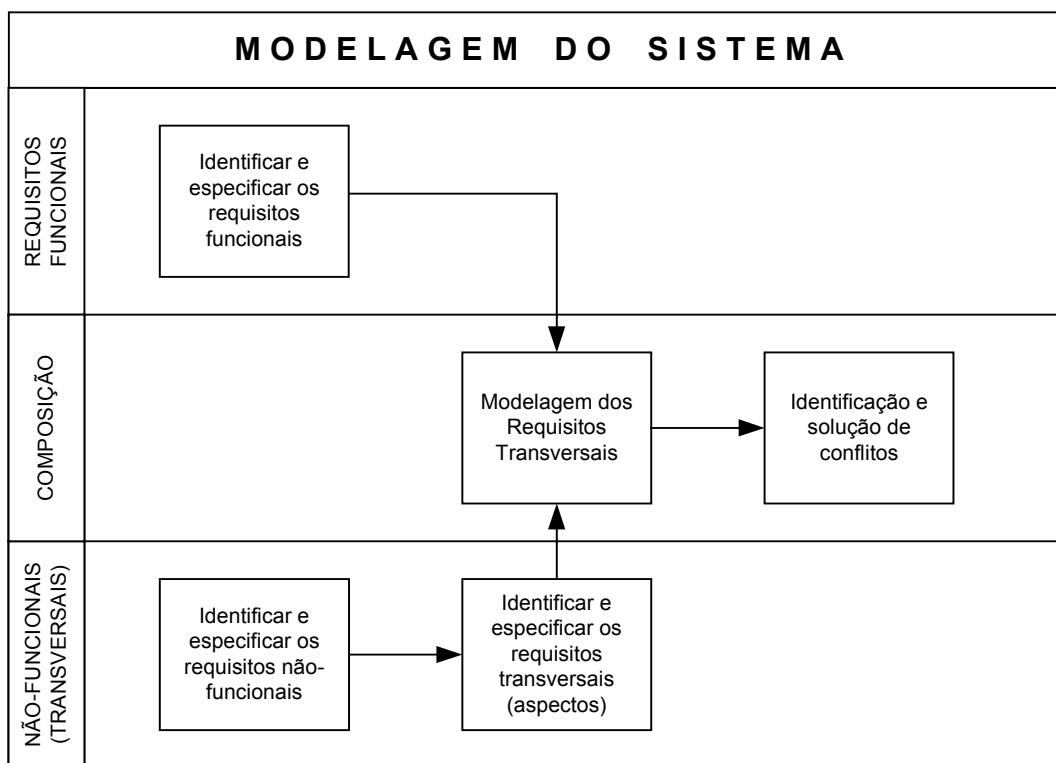 MODELAGEM DO SISTEMA
REQUISITOS
FUNCIONAIS
Identificar e
especificar os
requisitos
funcionais
COMPOSIÇÃO
Modelagem dos
Requisitos
Transversais
Identificação e
solução de
conflitos
NÃO-FUNCIONAIS
(TRANSVERSAIS)
Identificar e
especificar os
requisitos não-
funcionais
Identificar e
especificar os
requisitos
transversais
(aspectos)